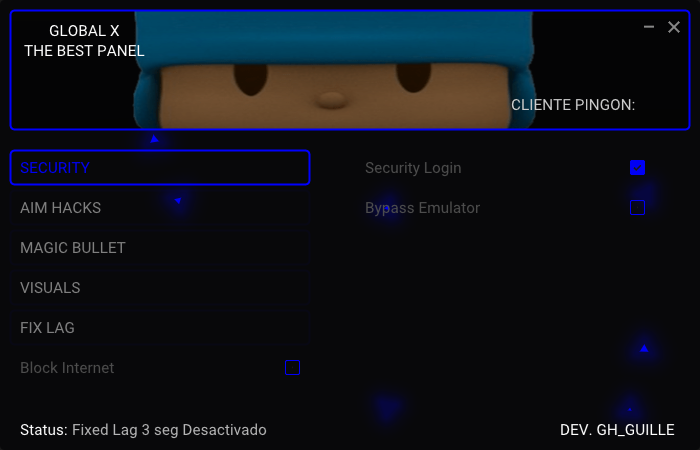 GLOBAL X
THE BEST PANEL
CLIENTE PINGON:
SECURITY
Security Login
AIM HACKS
Bypass Emulator
MAGIC BULLET
VISUALS
FIX LAG
Block Internet
Status: Fixed Lag 3 seg Desactivado
DEV. GH_GUILLE